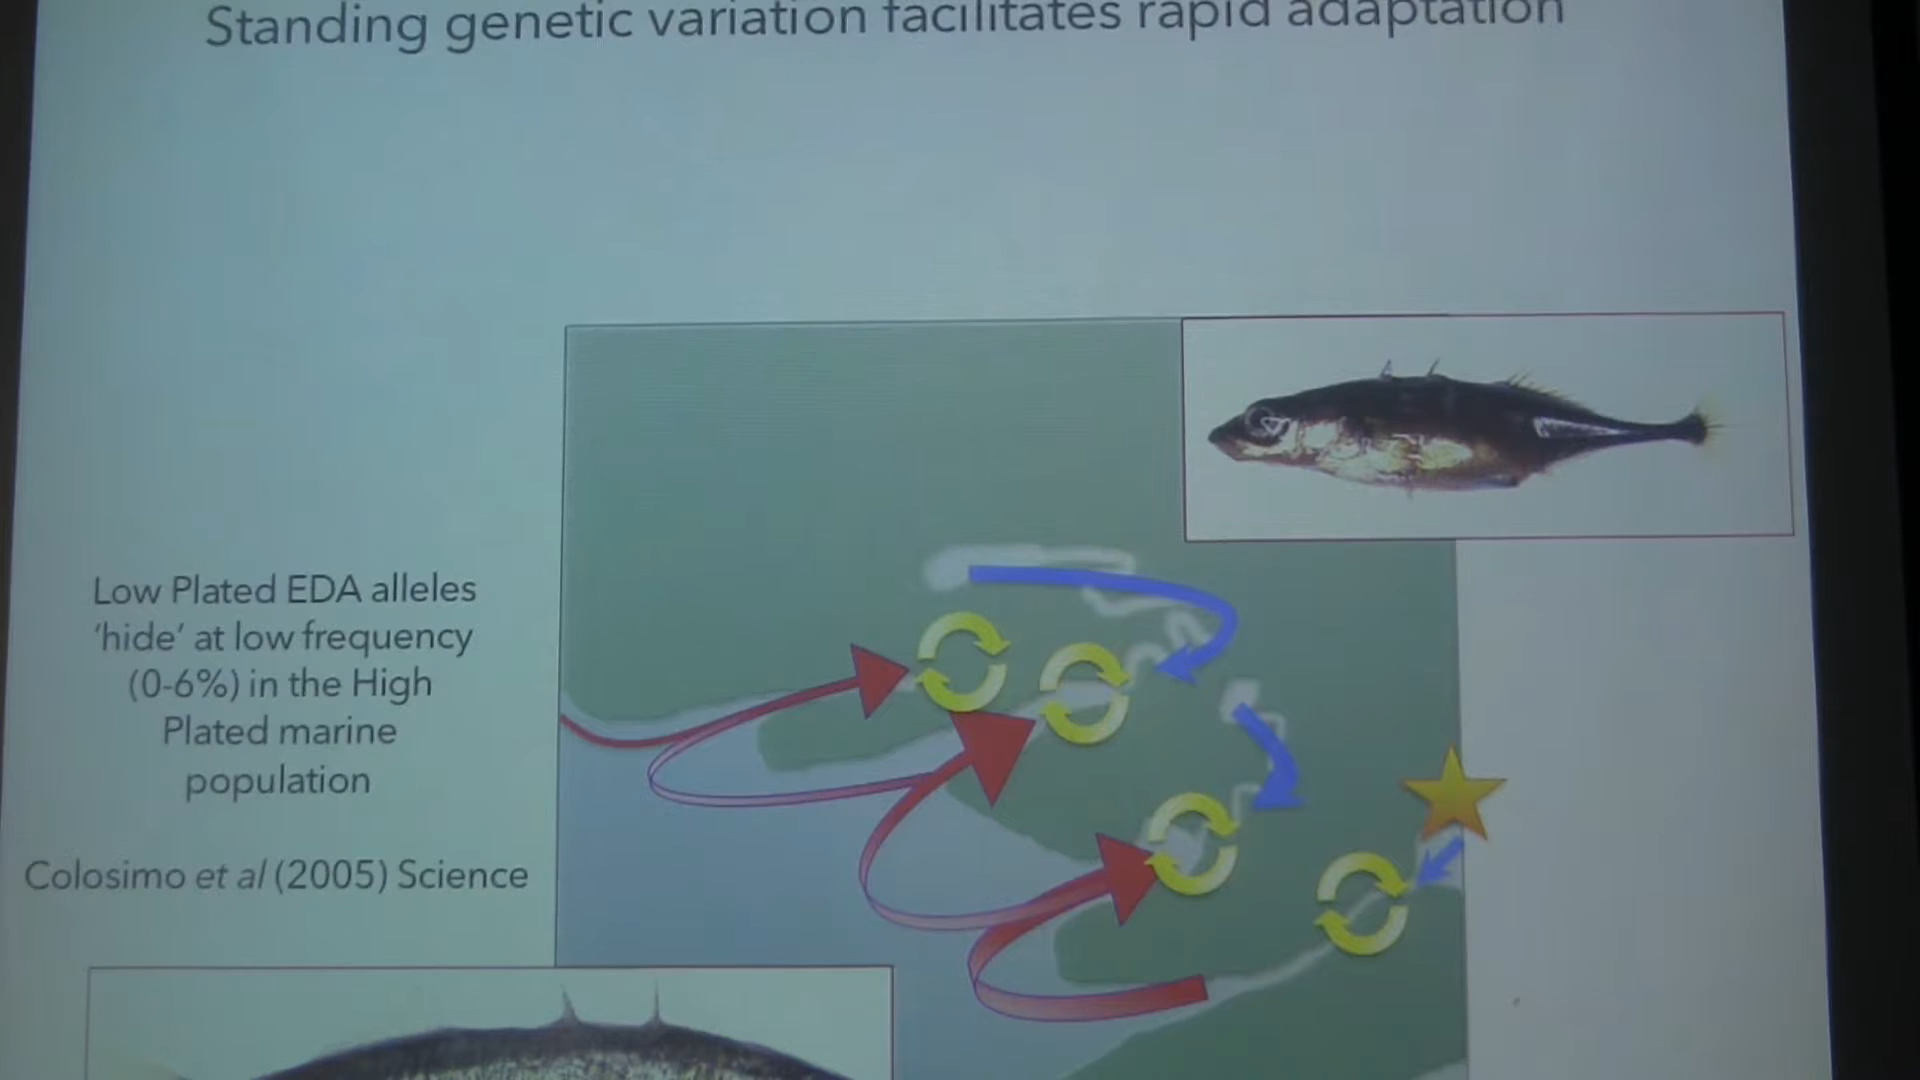 Standing genetic variation facilitates rapid adaptation
Low Plated EDA alleles
'hide' at low frequency
(0-6%) in the High
Plated marine
population
Colosimo et al (2005) Science